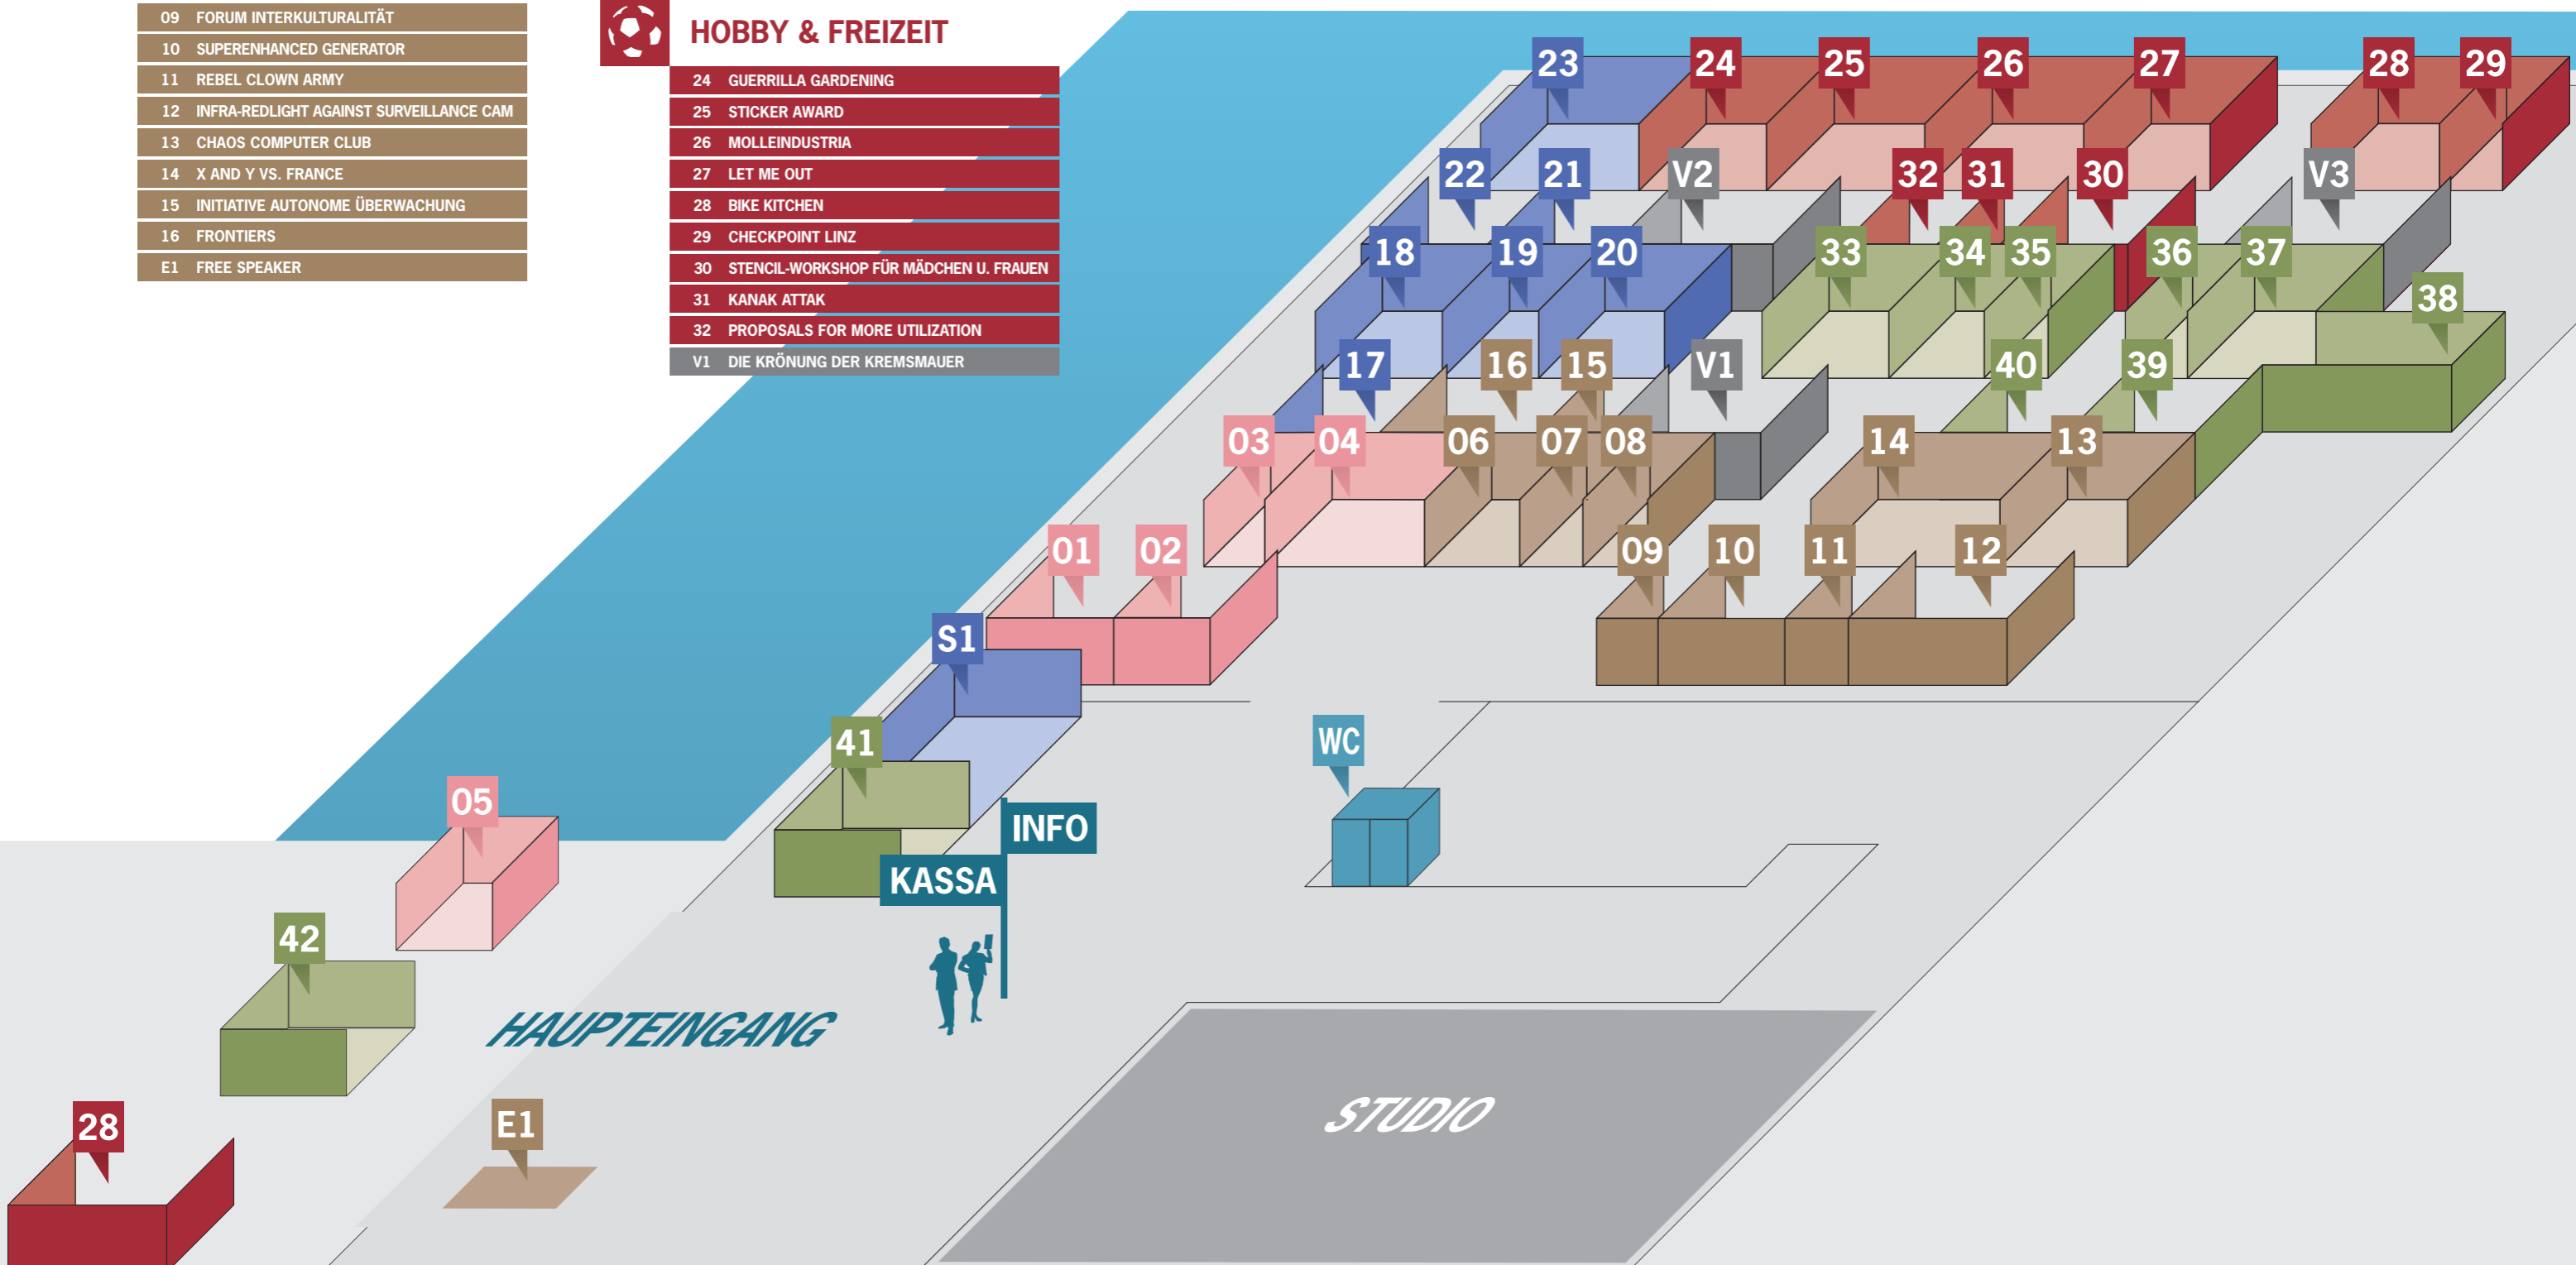 09 FORUM INTERKULTURALITÄT
10 SUPERENHANCED GENERATOR
11 REBEL CLOWN ARMY
12 INFRA-REDLIGHT AGAINST SURVEILLANCE CAM
13 CHAOS COMPUTER CLUB
14 X AND Y VS. FRANCE
15 INITIATIVE AUTONOME ÜBERWACHUNG
16 FRONTIERS
E1 FREE SPEAKER
HOBBY & FREIZEIT
24 GUERRILLA GARDENING
25 STICKER AWARD
26 MOLLEINDUSTRIA
27 LET ME OUT
28 BIKE KITCHEN
29 CHECKPOINT LINZ
30 STENCIL-WORKSHOP FÜR MÄDCHEN U. FRAUEN
31 KANAK ATTAK
32 PROPOSALS FOR MORE UTILIZATION
V1 DIE KRÖNUNG DER KREMSMAUER
23 24 25 26 27 28 29
22 21 V2 32 31 30 V3
18 19 20 33 34 35 36 37
38
17 16 15 V1 40 39
03 04 06 07 08 14 13
01 02 09 10 11 12
S1
41 WC
05 INFO
KASSA
42
HAUPTEINGANG
28 E1 STUDIO